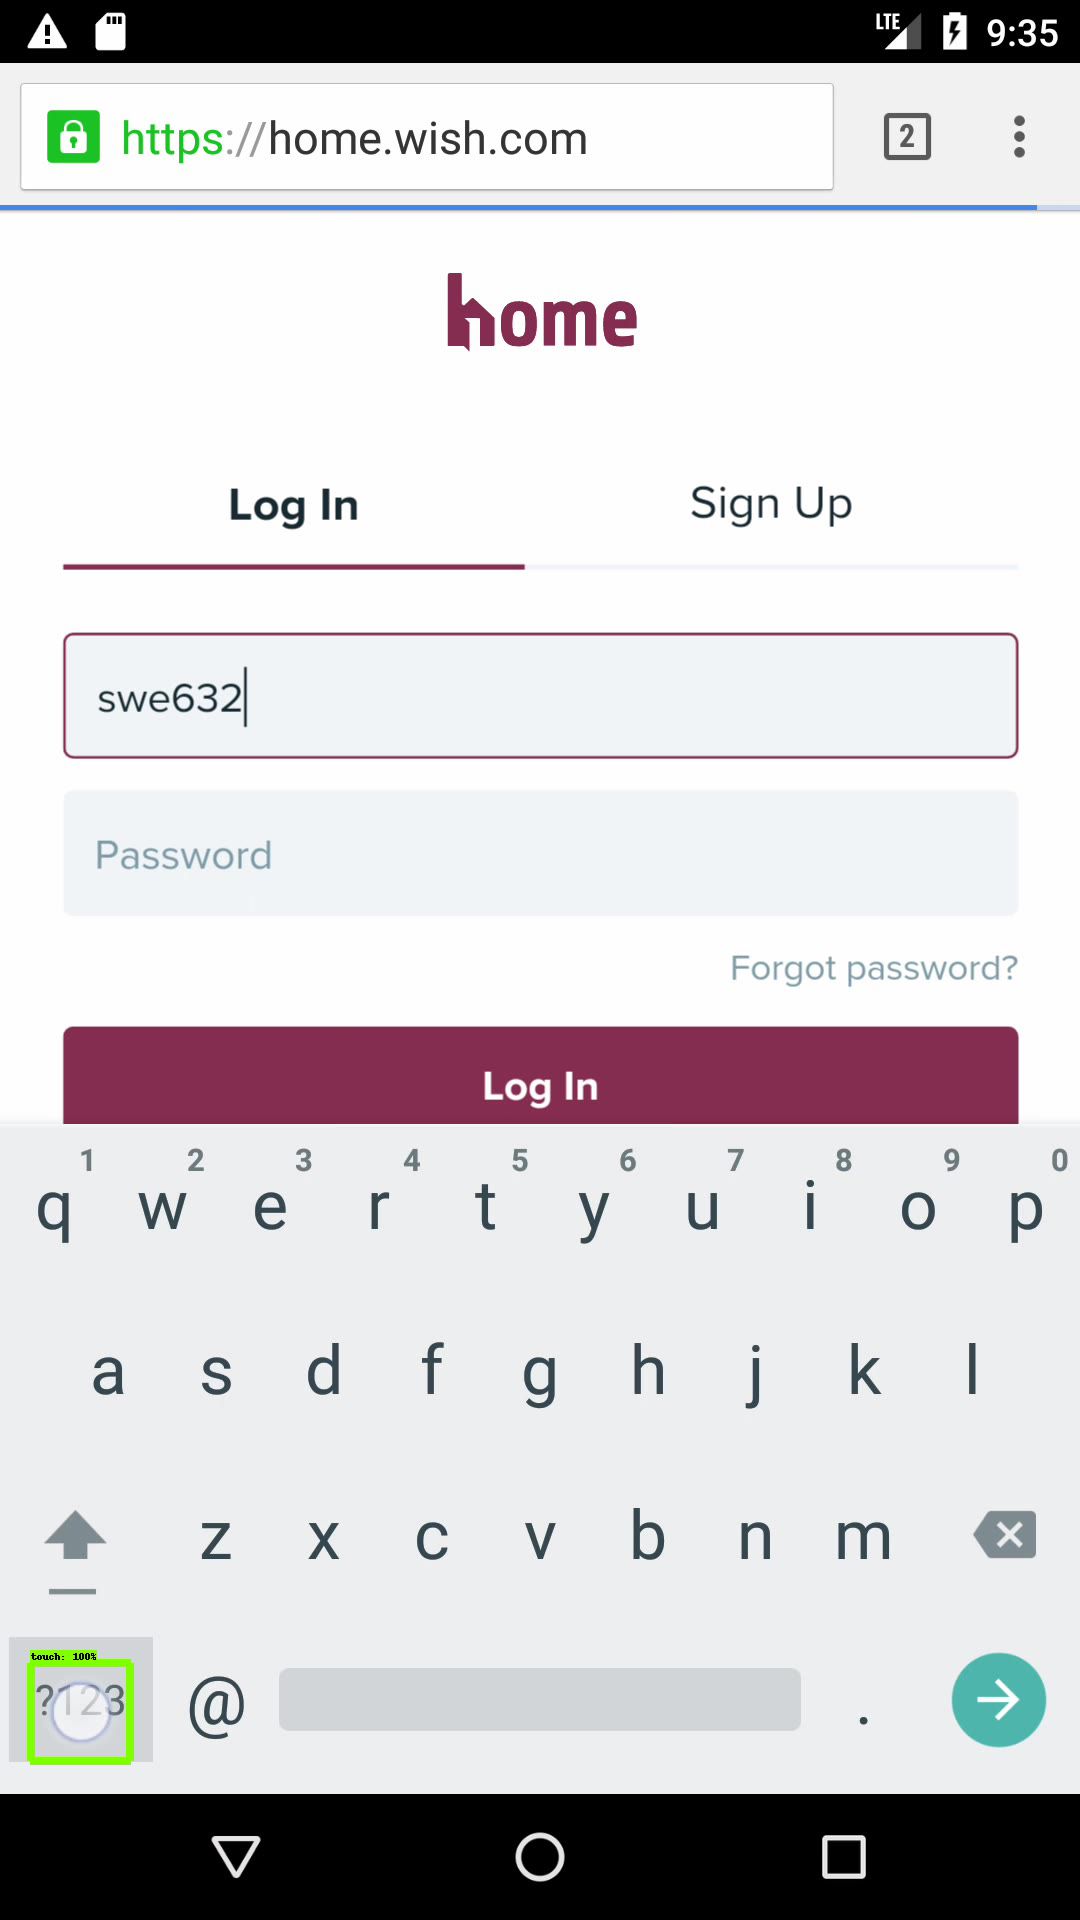 LTE 9:35
https://home.wish.com 2
home
Log In Sign Up
swe632
Password
Forgot password?
Log In
1 2 3 4 5 6 7 8 9 0
q w e r t y u i o p
a s d f g h j k l
z x c v b n m
touch: 100%
?123 @ .